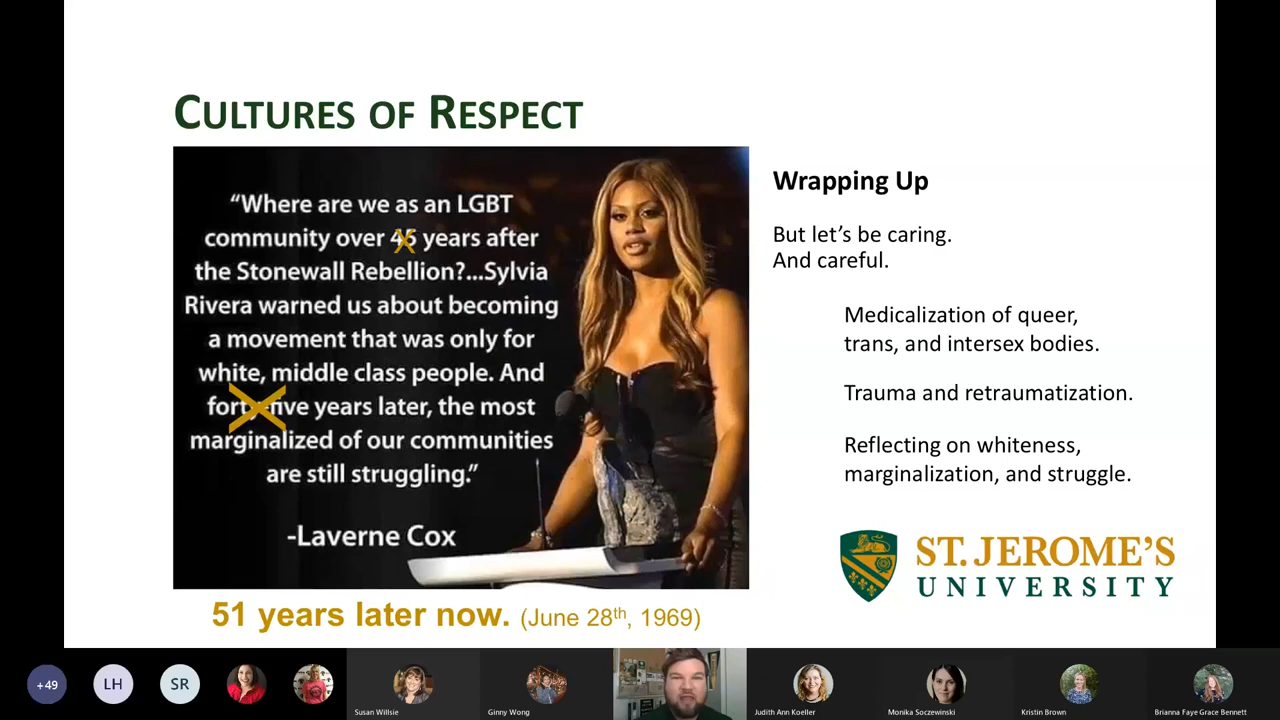 CULTURES OF RESPECT
“Where are we as an LGBT
community over 45 years after
the Stonewall Rebellion?...Sylvia
Rivera warned us about becoming
a movement that was only for
white, middle class people. And
forty-five years later, the most
marginalized of our communities
are still struggling.”
-Laverne Cox
51 years later now. (June 28th, 1969)
Wrapping Up
But let’s be caring.
And careful.
Medicalization of queer,
trans, and intersex bodies.
Trauma and retraumatization.
Reflecting on whiteness,
marginalization, and struggle.
ST. JEROME’S
UNIVERSITY
+49
LH
SR
Susan Willsie
Ginny Wong
Judith Ann Koeller
Monika Soczewinski
Kristin Brown
Brianna Faye Grace Bennett